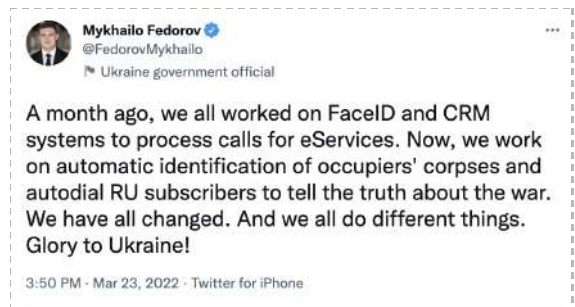 Mykhailo Fedorov
@FedorovMykhailo
Ukraine government official
A month ago, we all worked on FaceID and CRM
systems to process calls for eServices. Now, we work
on automatic identification of occupiers' corpses and
autodial RU subscribers to tell the truth about the war.
We have all changed. And we all do different things.
Glory to Ukraine!
3:50 PM · Mar 23, 2022 · Twitter for iPhone